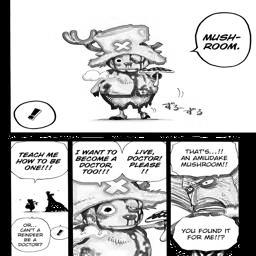 MUSH-
ROOM.
!
THAT'S...!!
AN AMIUDAKE
MUSHROOM!!
YOU FOUND IT
FOR ME!!?
LIVE,
DOCTOR!
PLEASE
!!
I WANT TO
BECOME A
DOCTOR,
TOO!!!
TEACH ME
HOW TO BE
ONE!!!
!
OR...
CAN'T A
REINDEER
BE A
DOCTOR?